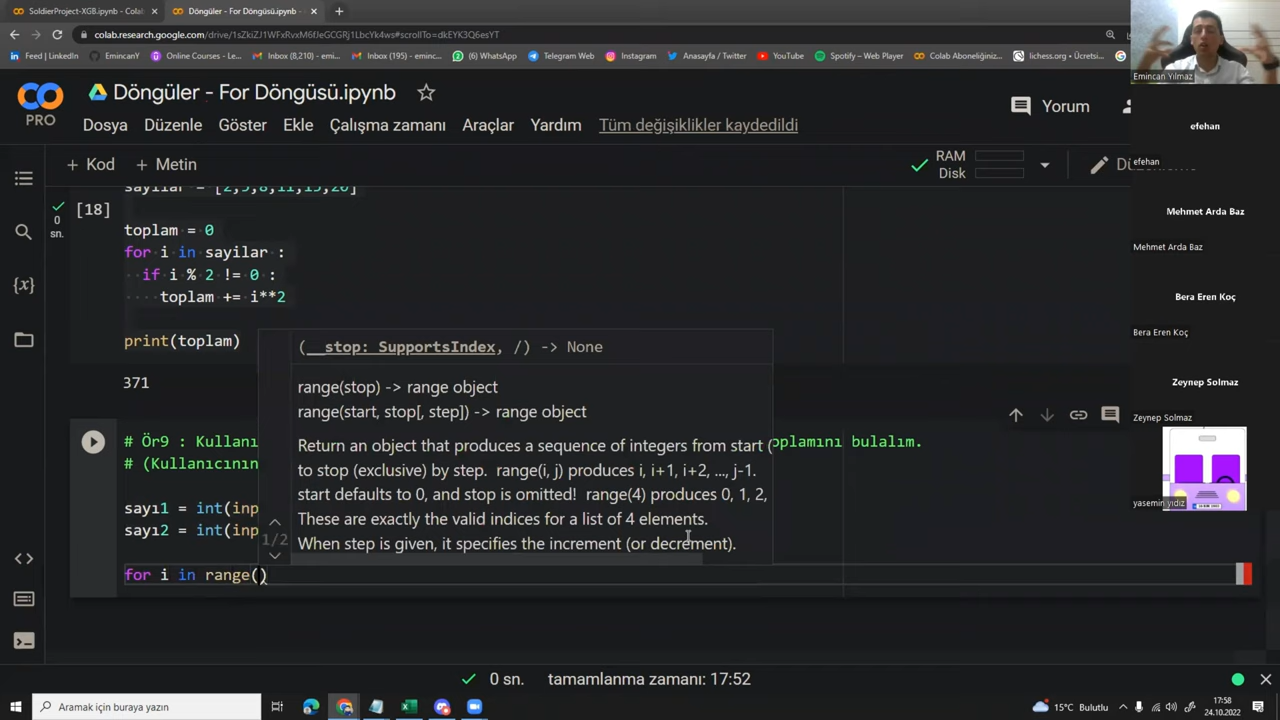 SoldierProject-XGB.ipynb - Colab
Döngüler - For Döngüsü.ipynb -
colab.research.google.com
Feed | LinkedIn
EmincanY
Online Courses - Le...
Inbox (8,210) - emi...
Inbox (195) - eminc...
(6) WhatsApp
Telegram Web
Instagram
Anasayfa / Twitter
YouTube
Spotify – Web Player
Colab Aboneliğiniz...
lichess.org • Ücretsi...
Emincan Yılmaz
Döngüler - For Döngüsü.ipynb
PRO
Dosya Düzenle Göster Ekle Çalışma zamanı Araçlar Yardım Tüm değişiklikler kaydedildi
Yorum
+ Kod + Metin
RAM
Disk
efehan
efehan
Mehmet Arda Baz
Mehmet Arda Baz
Bera Eren Koç
Bera Eren Koç
Zeynep Solmaz
Zeynep Solmaz
yasemin yıdız
[18]
0
sn.
toplam = 0
for i in sayilar :
if i % 2 != 0 :
toplam += i**2
print(toplam)
371
(__stop: SupportsIndex, /) -> None
range(stop) -> range object
range(start, stop[, step]) -> range object
Return an object that produces a sequence of integers from start (
to stop (exclusive) by step. range(i, j) produces i, i+1, i+2, ..., j-1.
start defaults to 0, and stop is omitted! range(4) produces 0, 1, 2,
These are exactly the valid indices for a list of 4 elements.
When step is given, it specifies the increment (or decrement).
1/2
# Ör9 : Kullanı
oplamını bulalım.
# (Kullanıcının
sayı1 = int(inp
sayı2 = int(inp
for i in range()
0 sn. tamamlanma zamanı: 17:52
Aramak için buraya yazın
15°C Bulutlu
17:58
24.10.2022